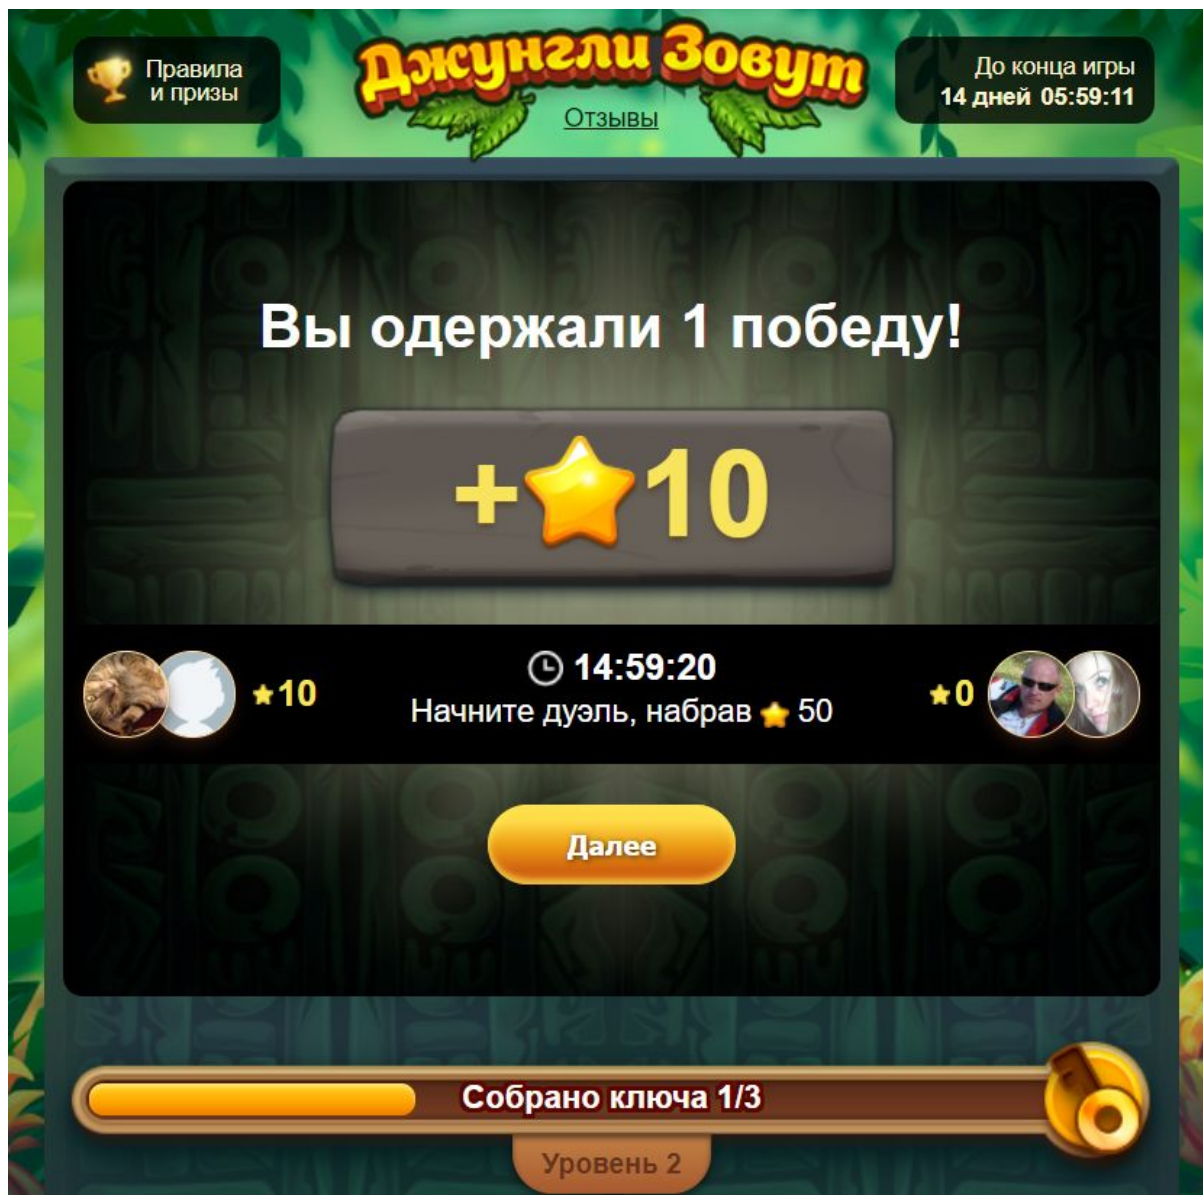 Правила
и призы
Джунгли Зовут
Отзывы
До конца игры
14 дней 05:59:11
Вы одержали 1 победу!
+10
10
14:59:20
Начните дуэль, набрав 50
0
Далее
Собрано ключа 1/3
Уровень 2